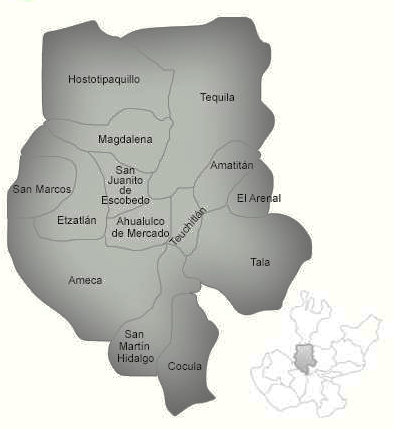 Hostotipaquillo
Tequila
Magdalena
Amatitán
San
Juanito
de
Escobedo
San Marcos
El Arenal
Etzatlán
Ahualulco
de Mercado
Teuchitlán
Tala
Ameca
San
Martín
Hidalgo
Cocula